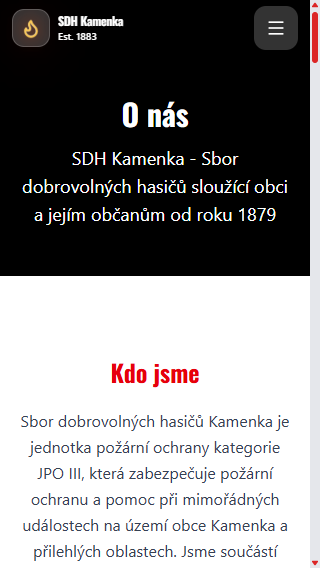 SDH Kamenka
Est. 1883
O nás
SDH Kamenka - Sbor
dobrovolných hasičů sloužící obci
a jejím občanům od roku 1879
Kdo jsme
Sbor dobrovolných hasičů Kamenka je
jednotka požární ochrany kategorie
JPO III, která zabezpečuje požární
ochranu a pomoc při mimořádných
událostech na území obce Kamenka a
přilehlých oblastech. Jsme součástí